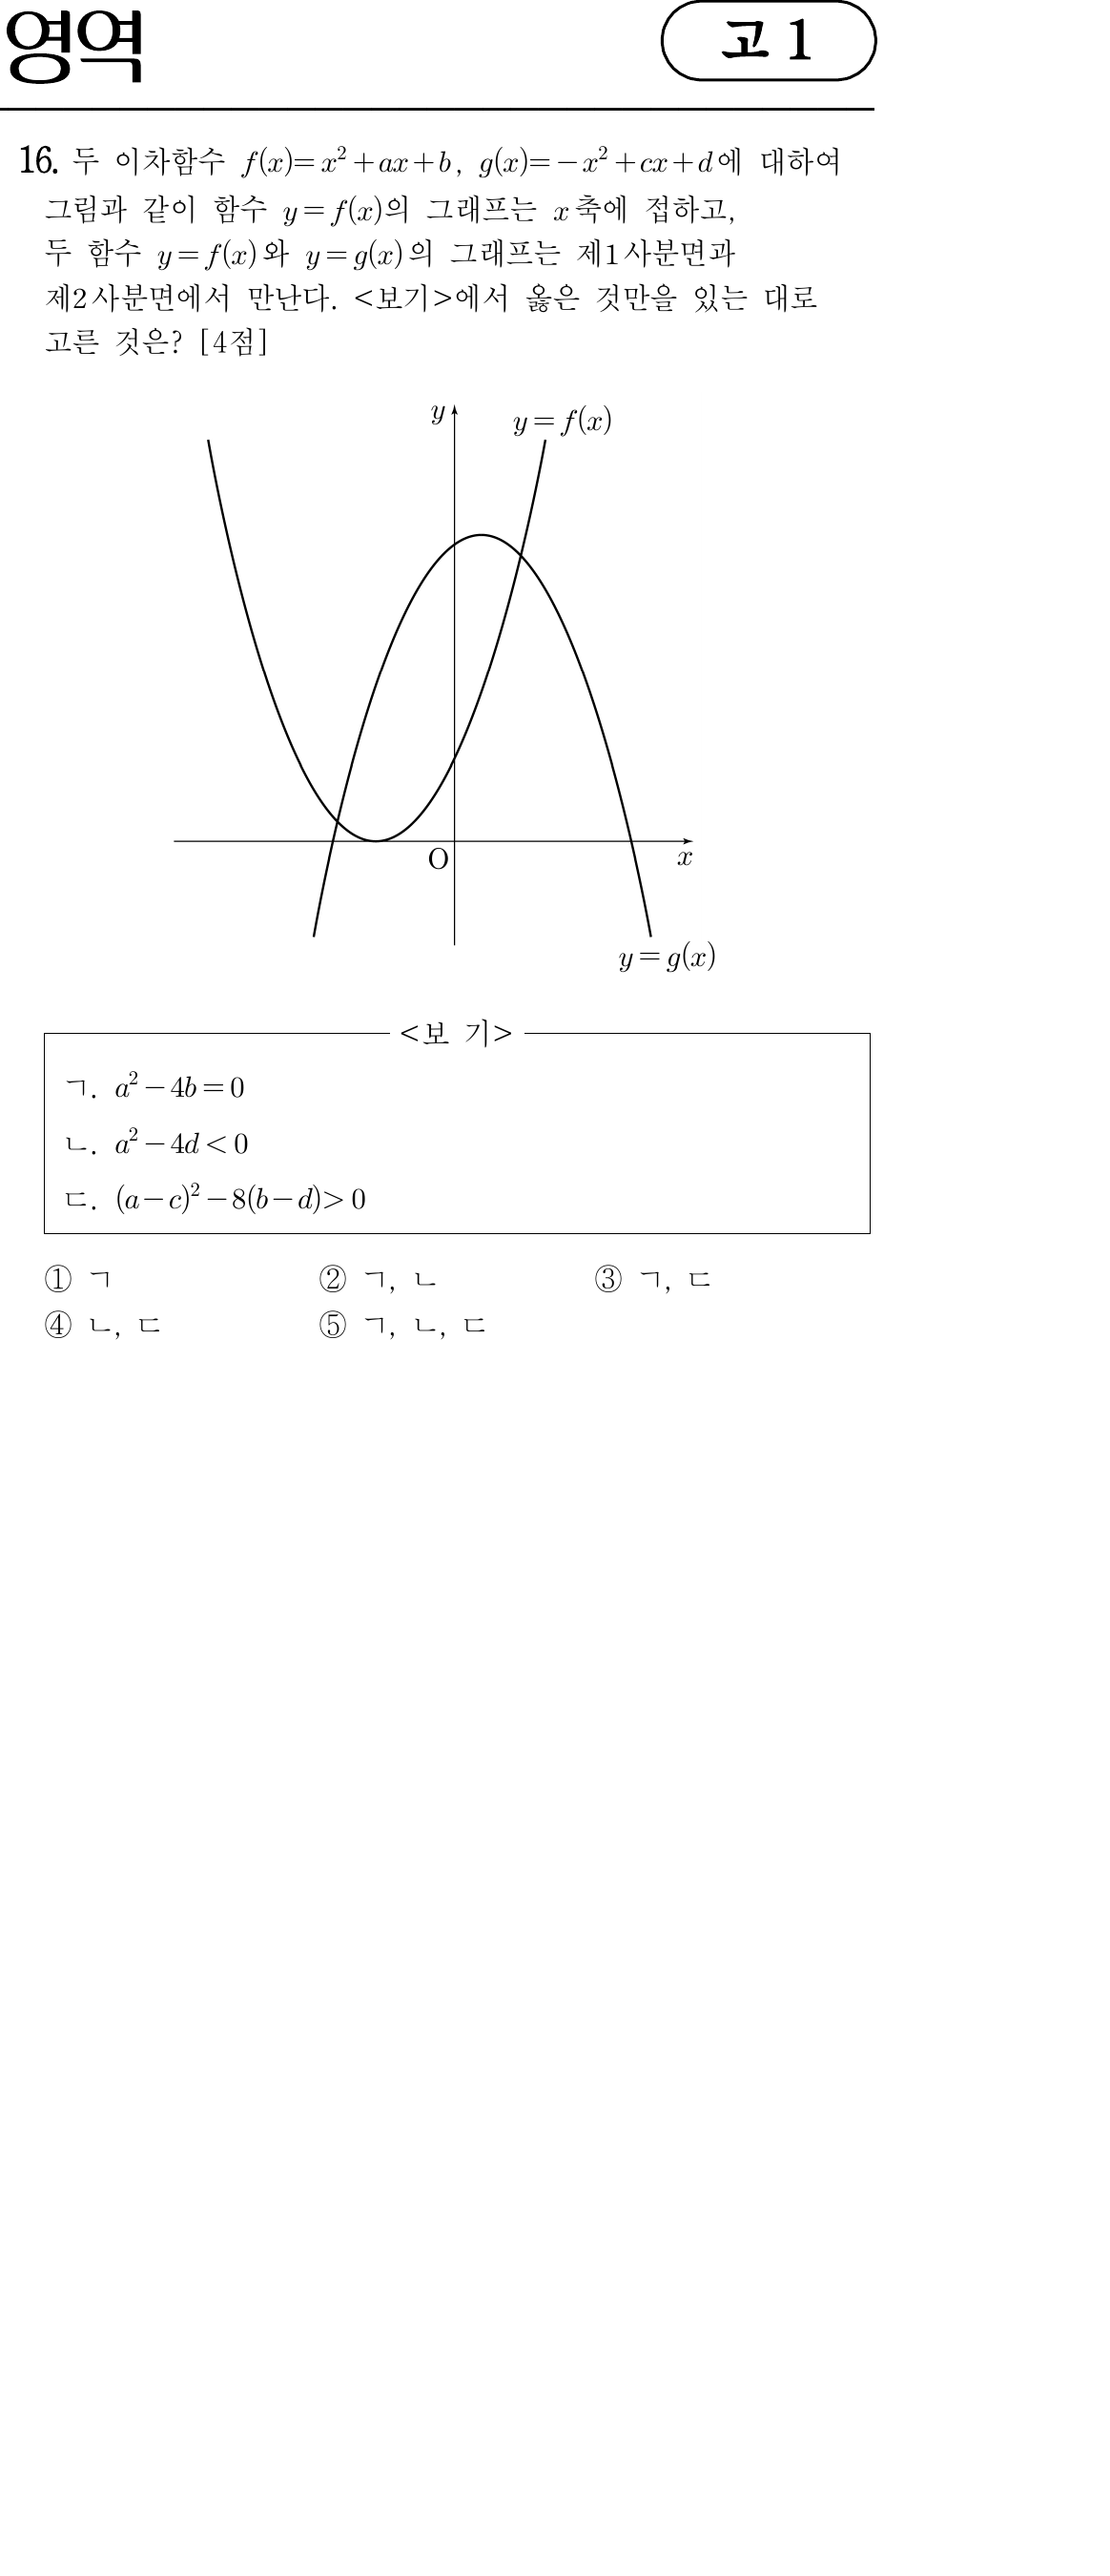 영역
고 1
16. 두 이차함수 f(x)=x²+ax+b, g(x)=-x²+cx+d에 대하여
그림과 같이 함수 y=f(x)의 그래프는 x축에 접하고,
두 함수 y=f(x)와 y=g(x)의 그래프는 제1사분면과
제2사분면에서 만난다. <보기>에서 옳은 것만을 있는 대로
고른 것은? [4점]
y
y=f(x)
O
x
y=g(x)
<보 기>
ㄱ. a²-4b=0
ㄴ. a²-4d<0
ㄷ. (a-c)²-8(b-d)>0
① ㄱ ② ㄱ, ㄴ ③ ㄱ, ㄷ
④ ㄴ, ㄷ ⑤ ㄱ, ㄴ, ㄷ